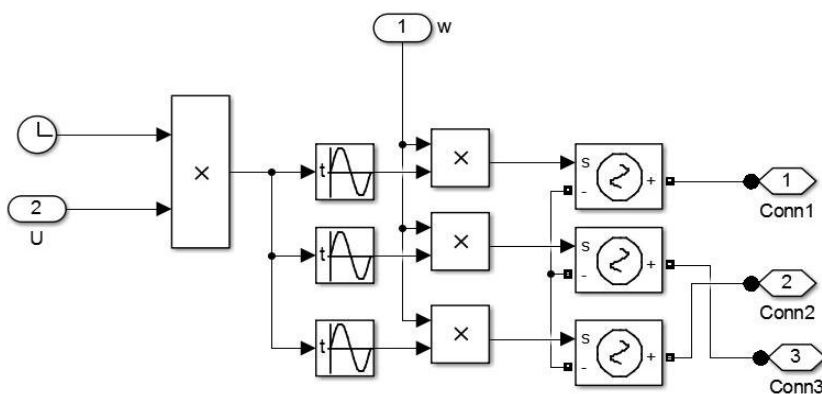 1
w
2
U
×
t
×
s
-
+
1
Conn1
t
×
s
-
+
2
Conn2
t
×
s
-
+
3
Conn3